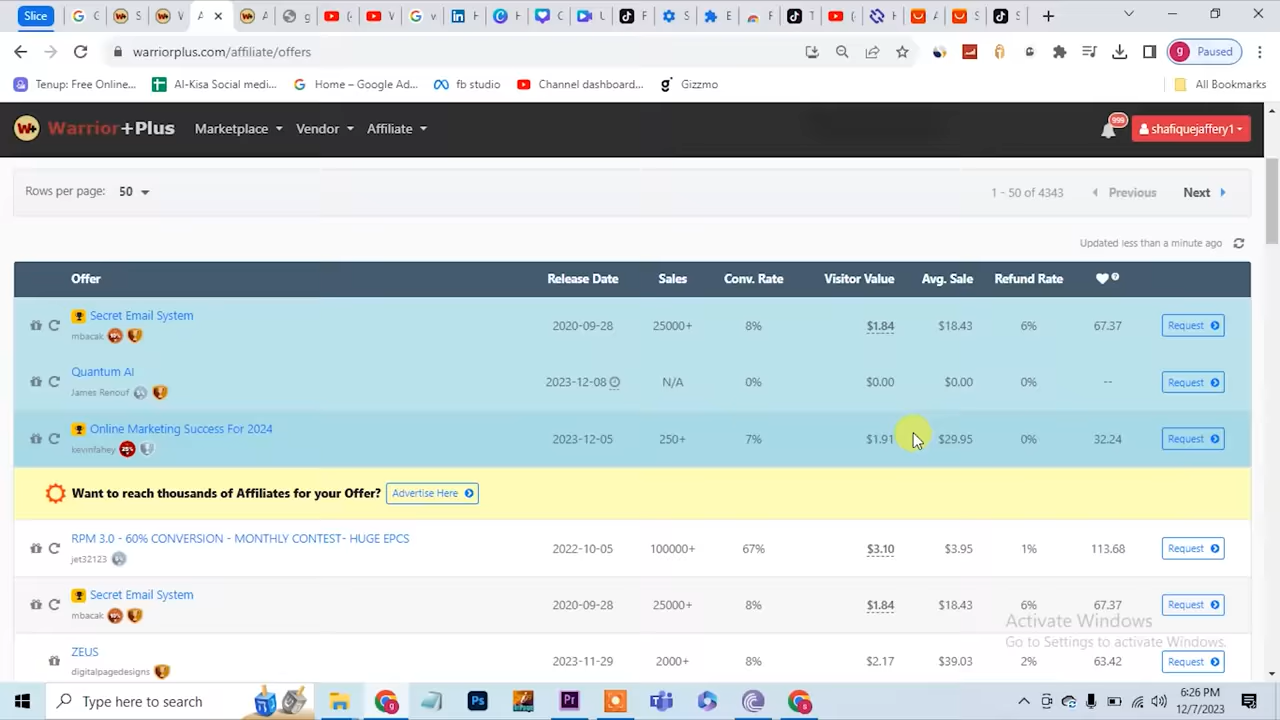 Slice
warriorplus.com/affiliate/offers
Paused
Tenup: Free Online...
Al-Kisa Social medi...
Home – Google Ad...
fb studio
Channel dashboard...
Gizzmo
All Bookmarks
Warrior+Plus
Marketplace
Vendor
Affiliate
999
shafiquejaffery1
Rows per page: 50
1 - 50 of 4343
Previous
Next
Updated less than a minute ago
Offer Release Date Sales Conv. Rate Visitor Value Avg. Sale Refund Rate
Secret Email System
mbacak
2020-09-28 25000+ 8% $1.84 $18.43 6% 67.37 Request
Quantum AI
James Renouf
2023-12-08 N/A 0% $0.00 $0.00 0% -- Request
Online Marketing Success For 2024
kevinfahey
2023-12-05 250+ 7% $1.91 $29.95 0% 32.24 Request
Want to reach thousands of Affiliates for your Offer? Advertise Here
RPM 3.0 - 60% CONVERSION - MONTHLY CONTEST- HUGE EPCS
jet32123
2022-10-05 100000+ 67% $3.10 $3.95 1% 113.68 Request
Secret Email System
mbacak
2020-09-28 25000+ 8% $1.84 $18.43 6% 67.37 Request
ZEUS
digitalpagedesigns
2023-11-29 2000+ 8% $2.17 $39.03 2% 63.42 Request
Activate Windows
Go to Settings to activate Windows.
Type here to search
6:26 PM
12/7/2023